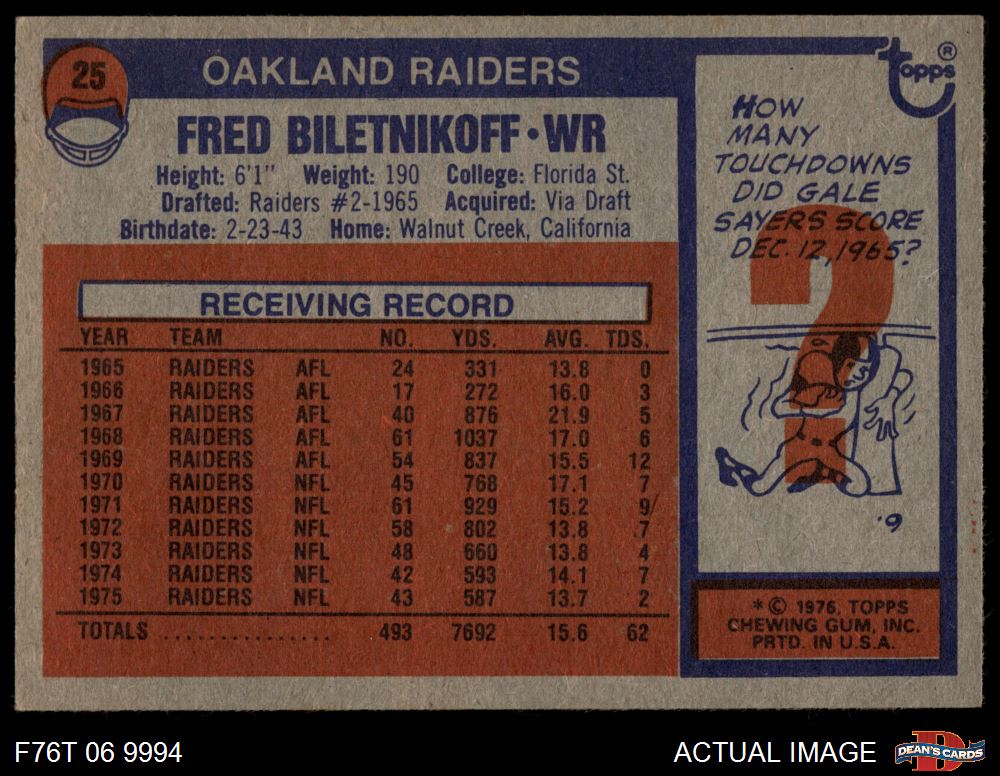 25
OAKLAND RAIDERS
FRED BILETNIKOFF • WR
Height: 6'1" Weight: 190 College: Florida St.
Drafted: Raiders #2-1965 Acquired: Via Draft
Birthdate: 2-23-43 Home: Walnut Creek, California
RECEIVING RECORD
YEAR TEAM NO. YDS. AVG. TDS.
1965 RAIDERS AFL 24 331 13.8 0
1966 RAIDERS AFL 17 272 16.0 3
1967 RAIDERS AFL 40 876 21.9 5
1968 RAIDERS AFL 61 1037 17.0 6
1969 RAIDERS AFL 54 837 15.5 12
1970 RAIDERS NFL 45 768 17.1 7
1971 RAIDERS NFL 61 929 15.2 9
1972 RAIDERS NFL 58 802 13.8 7
1973 RAIDERS NFL 48 660 13.8 4
1974 RAIDERS NFL 42 593 14.1 7
1975 RAIDERS NFL 43 587 13.7 2
TOTALS ................ 493 7692 15.6 62
topps ®
HOW
MANY
TOUCHDOWNS
DID GALE
SAYERS SCORE
DEC. 12, 1965?
?
6.
* © 1976, TOPPS
CHEWING GUM, INC.
PRTD. IN U.S.A.
F76T 06 9994
ACTUAL IMAGE
DEAN'S CARDS